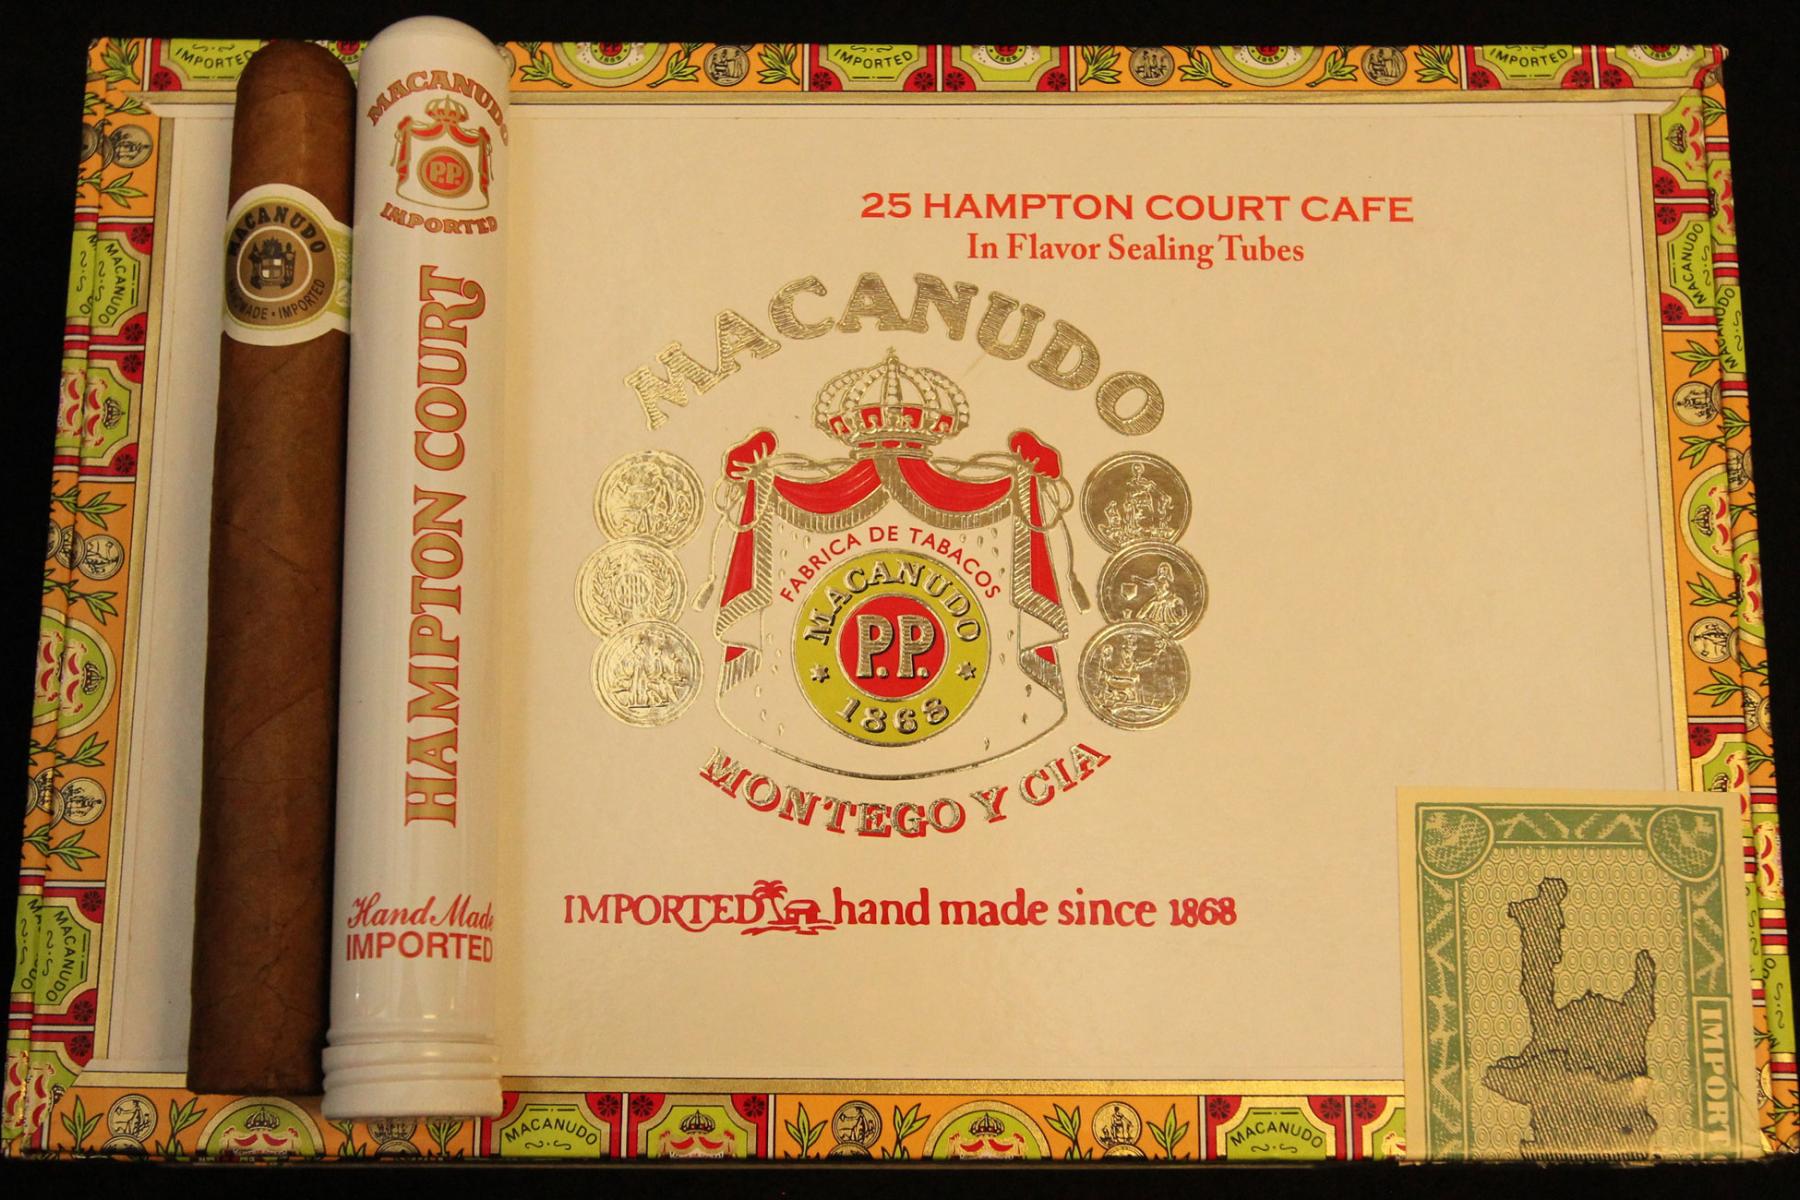 MACANUDO
HANDMADE • IMPORTED
MACANUDO
P.P.
IMPORTED
HAMPTON COURT
Hand Made
IMPORTED
25 HAMPTON COURT CAFE
In Flavor Sealing Tubes
MACANUDO
FABRICA DE TABACOS
MACANUDO
P.P.
1868
MONTEGO Y CIA
IMPORTED hand made since 1868
IMPORTED
IMPORTED
IMPORTED
MACANUDO
MACANUDO
MACANUDO
MACANUDO
MACANUDO
MACANUDO
MACANUDO